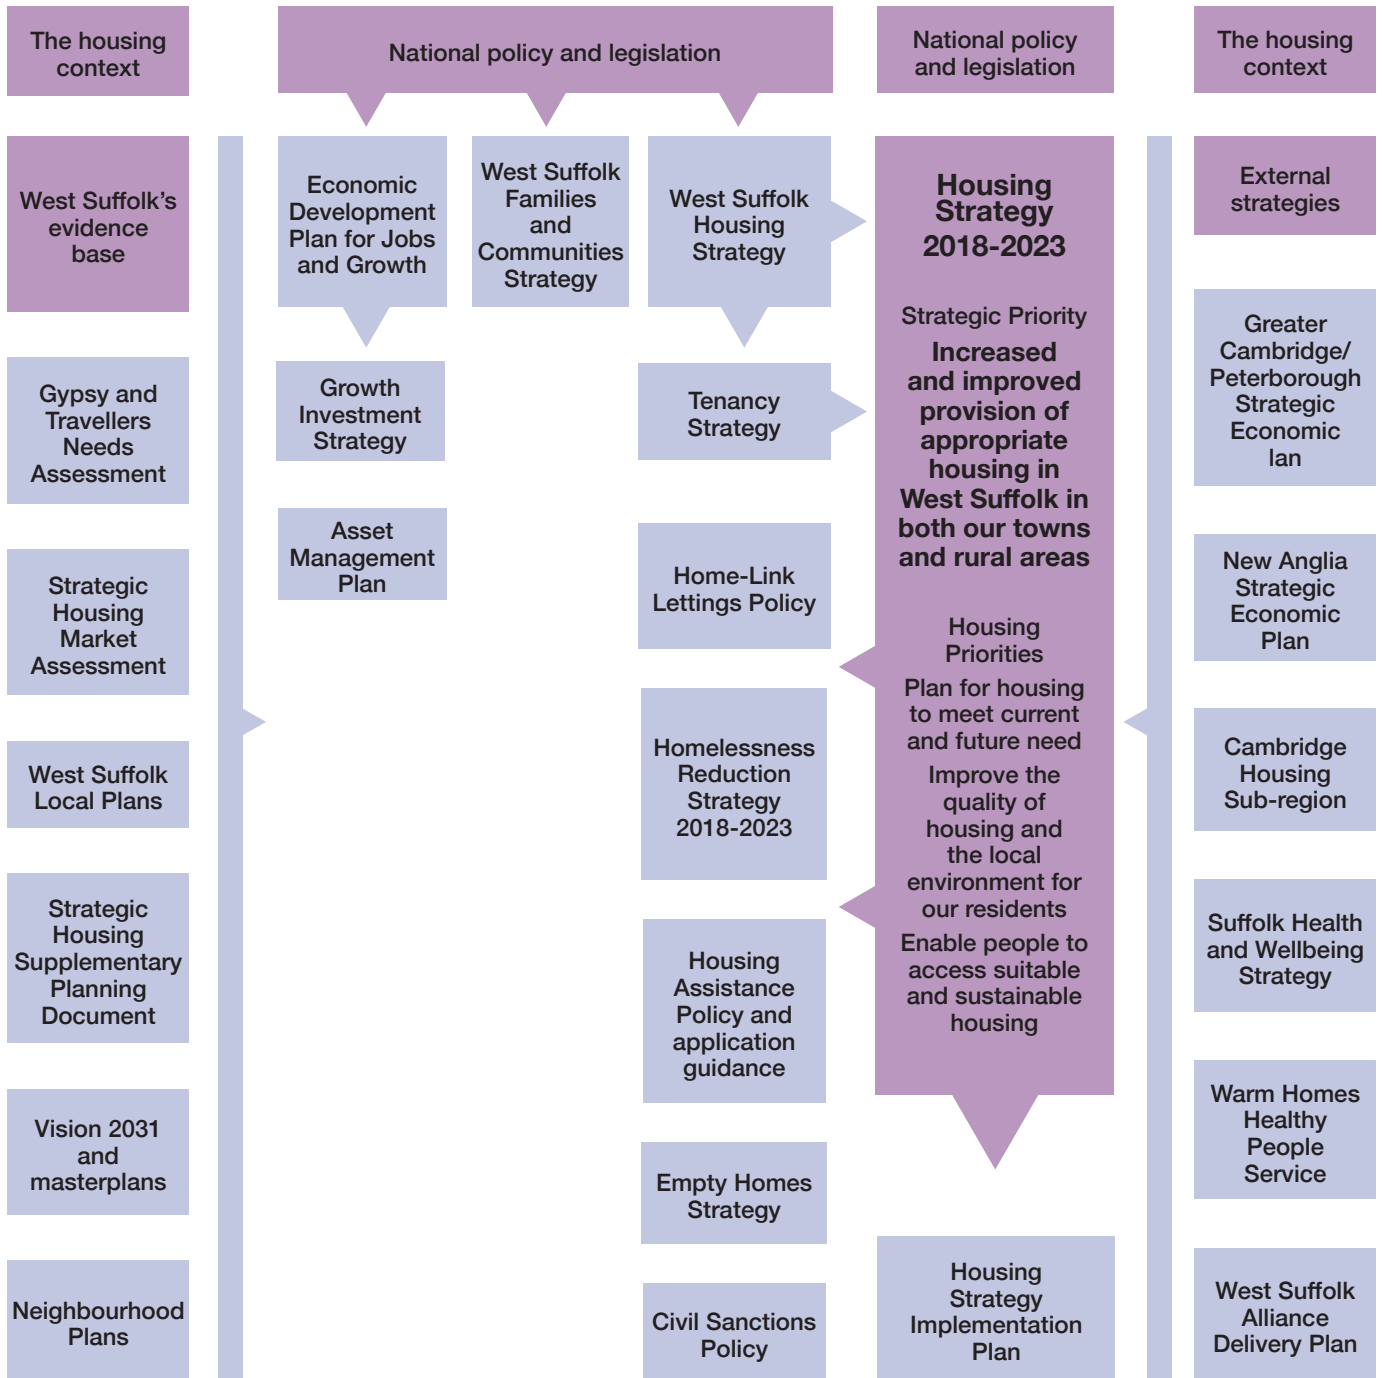 The housing
context
West Suffolk's
evidence
base
Gypsy and
Travellers
Needs
Assessment
Strategic
Housing
Market
Assessment
West Suffolk
Local Plans
Strategic
Housing
Supplementary
Planning
Document
Vision 2031
and
masterplans
Neighbourhood
Plans
National policy and legislation
Economic
Development
Plan for Jobs
and Growth
Growth
Investment
Strategy
Asset
Management
Plan
West Suffolk
Families
and
Communities
Strategy
West Suffolk
Housing
Strategy
Tenancy
Strategy
Home-Link
Lettings Policy
Homelessness
Reduction
Strategy
2018-2023
Housing
Assistance
Policy and
application
guidance
Empty Homes
Strategy
Civil Sanctions
Policy
National policy
and legislation
Housing
Strategy
2018-2023
Strategic Priority
Increased
and improved
provision of
appropriate
housing in
West Suffolk in
both our towns
and rural areas
Housing
Priorities
Plan for housing
to meet current
and future need
Improve the
quality of
housing and
the local
environment for
our residents
Enable people to
access suitable
and sustainable
housing
Housing
Strategy
Implementation
Plan
The housing
context
External
strategies
Greater
Cambridge/
Peterborough
Strategic
Economic
lan
New Anglia
Strategic
Economic
Plan
Cambridge
Housing
Sub-region
Suffolk Health
and Wellbeing
Strategy
Warm Homes
Healthy
People
Service
West Suffolk
Alliance
Delivery Plan